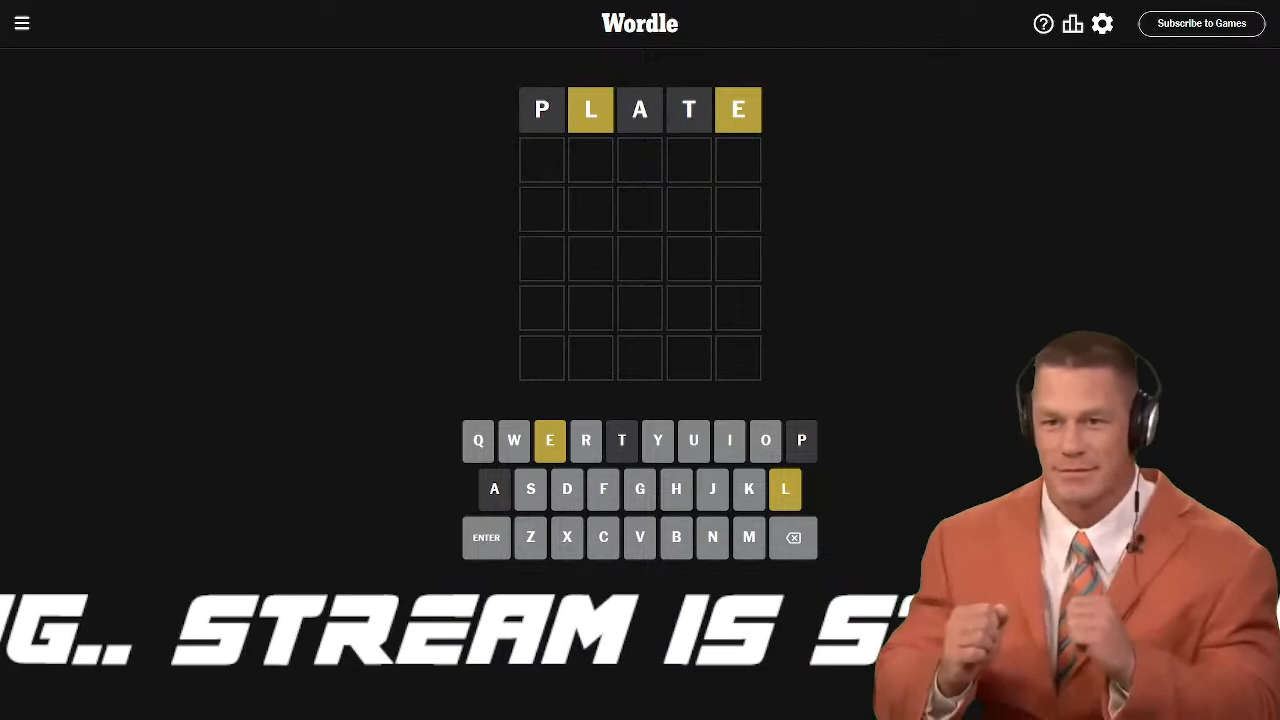 Wordle
Subscribe to Games
P L A T E
Q W E R T Y U I O P
A S D F G H J K L
ENTER Z X C V B N M
STREAM IS